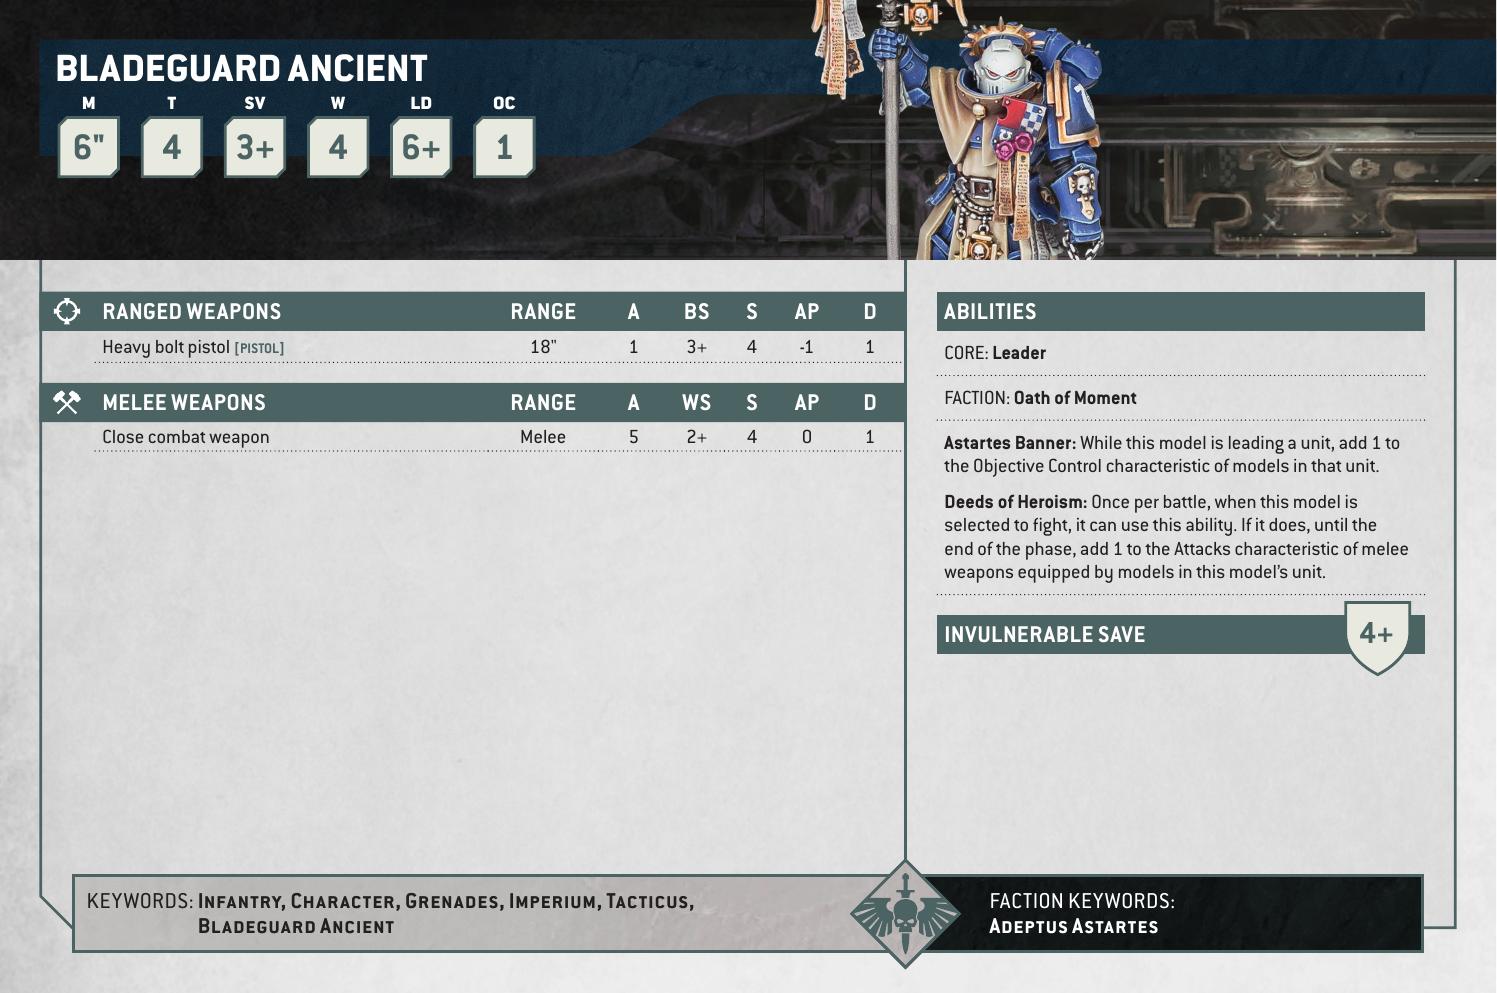 BLADEGUARD ANCIENT
M T SV W LD OC
6" 4 3+ 4 6+ 1
RANGED WEAPONS RANGE A BS S AP D
Heavy bolt pistol [PISTOL] 18" 1 3+ 4 -1 1
MELEE WEAPONS RANGE A WS S AP D
Close combat weapon Melee 5 2+ 4 0 1
ABILITIES
CORE: Leader
FACTION: Oath of Moment
Astartes Banner: While this model is leading a unit, add 1 to
the Objective Control characteristic of models in that unit.
Deeds of Heroism: Once per battle, when this model is
selected to fight, it can use this ability. If it does, until the
end of the phase, add 1 to the Attacks characteristic of melee
weapons equipped by models in this model's unit.
INVULNERABLE SAVE 4+
KEYWORDS: INFANTRY, CHARACTER, GRENADES, IMPERIUM, TACTICUS,
BLADEGUARD ANCIENT
FACTION KEYWORDS:
ADEPTUS ASTARTES